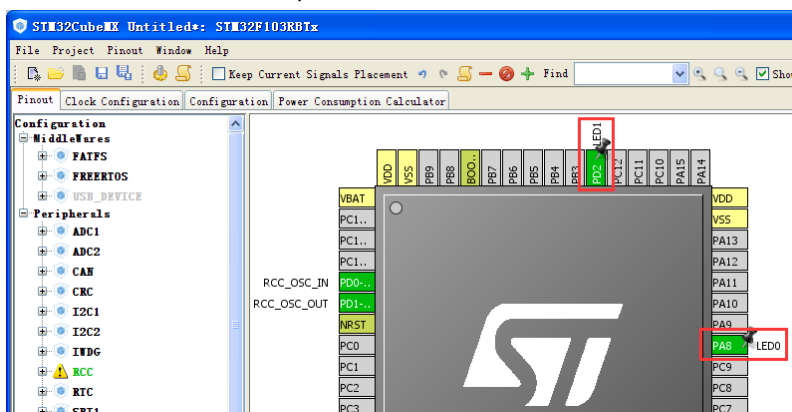 STM32CubeMX Untitled*: STM32F103RBTx
File Project Pinout Window Help
Keep Current Signals Placement Find Show
Pinout Clock Configuration Configuration Power Consumption Calculator
Configuration
MiddleWares
FATFS
FREERTOS
USB_DEVICE
Peripherals
ADC1
ADC2
CAN
CRC
I2C1
I2C2
IWDG
RCC
RTC
SPI1
LED1
VDD VSS PB9 PB8 BOO.. PB7 PB6 PB5 PB4 PB3 PD2 PC12 PC11 PC10 PA15 PA14
VBAT VDD
PC1.. VSS
PC1.. PA13
PC1.. PA12
RCC_OSC_IN PD0-.. PA11
RCC_OSC_OUT PD1-.. PA10
NRST PA9
PC0 PA8 LED0
PC1 PC9
PC2 PC8
PC3 PC7
ST